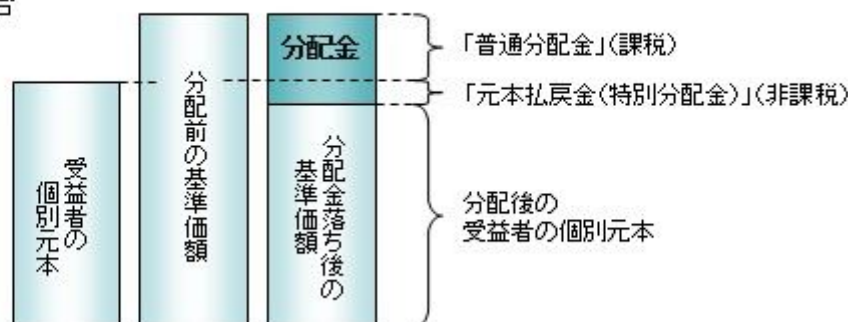 受益者の
個別元本
分配前の基準価額
分配金
分配金落ち後の
基準価額
「普通分配金」(課税)
「元本払戻金(特別分配金)」(非課税)
分配後の
受益者の個別元本